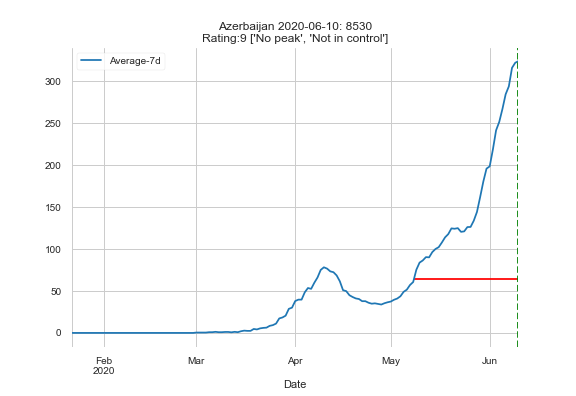 Azerbaijan 2020-06-10: 8530
Rating:9 ['No peak', 'Not in control']
Average-7d
300
250
200
150
100
50
0
Feb
2020
Mar
Apr
May
Jun
Date